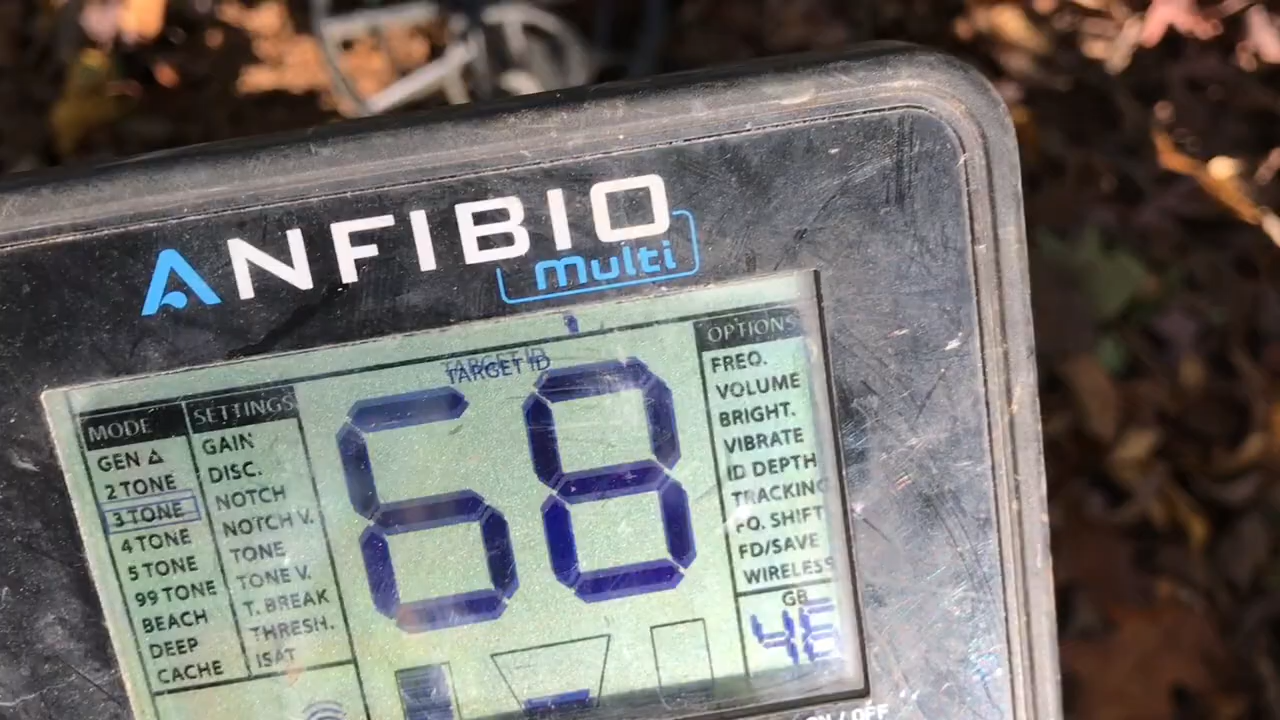 ANFIBIO
multi
TARGET ID
68
MODE
GEN
2 TONE
3 TONE
4 TONE
5 TONE
99 TONE
BEACH
DEEP
CACHE
SETTINGS
GAIN
DISC.
NOTCH
NOTCH V.
TONE
TONE V.
T. BREAK
THRESH.
ISAT
OPTIONS
FREQ.
VOLUME
BRIGHT.
VIBRATE
ID DEPTH
TRACKING
FQ. SHIFT
FD/SAVE
WIRELESS
GB
ON / OFF